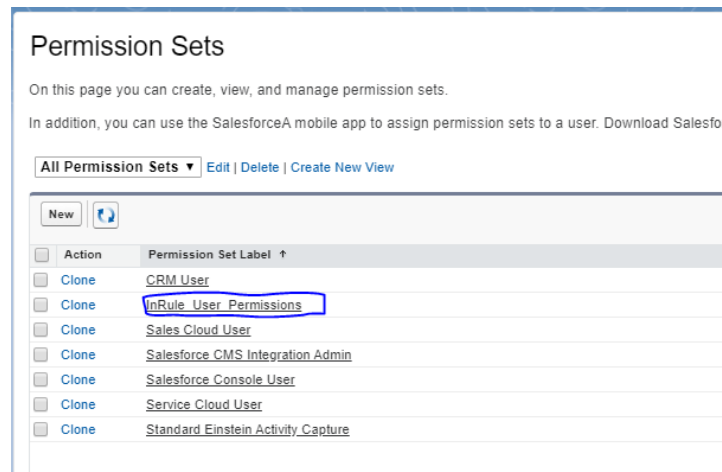 Permission Sets
On this page you can create, view, and manage permission sets.
In addition, you can use the SalesforceA mobile app to assign permission sets to a user. Download Salesfo
All Permission Sets ▼ Edit | Delete | Create New View
New
Action Permission Set Label ↑
Clone CRM User
Clone InRule_User_Permissions
Clone Sales Cloud User
Clone Salesforce CMS Integration Admin
Clone Salesforce Console User
Clone Service Cloud User
Clone Standard Einstein Activity Capture